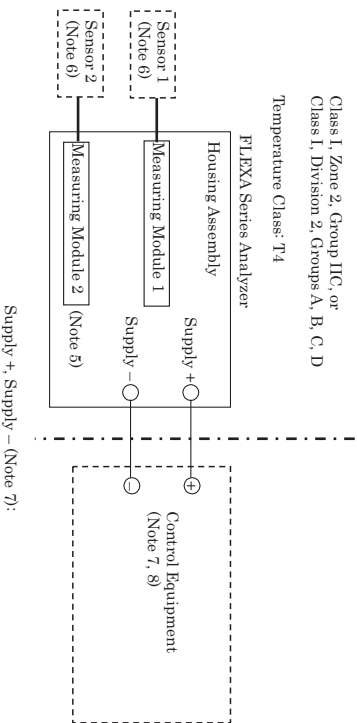 Class I, Zone 2, Group IIC, or
Class I, Division 2, Groups A, B, C, D
Temperature Class: T4
FLEXA Series Analyzer
Housing Assembly
Sensor 1
(Note 6)
Measuring Module 1
Supply +
+
Control Equipment
(Note 7, 8)
Sensor 2
(Note 6)
Measuring Module 2
(Note 5)
Supply –
–
Supply +, Supply – (Note 7):